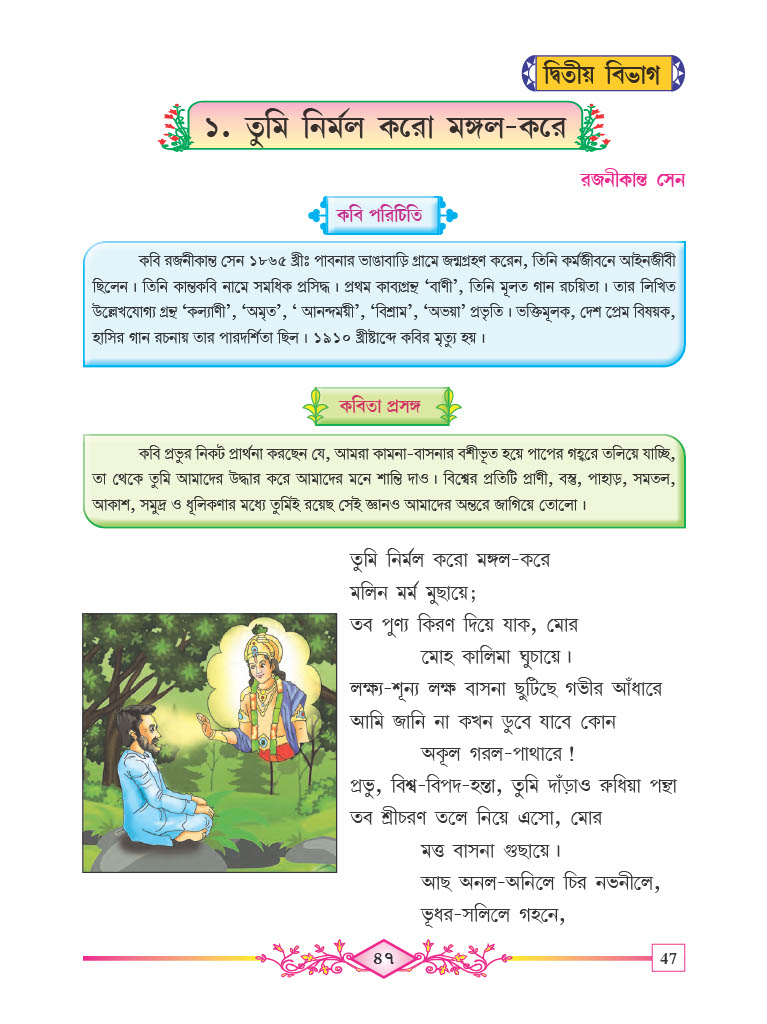 দ্বিতীয় বিভাগ
১. তুমি নির্মল করো মঙ্গল-করে
রজনীকান্ত সেন
কবি পরিচিতি
কবি রজনীকান্ত সেন ১৮৬৫ খ্রীঃ পাবনার ভাঙাবাড়ি গ্রামে জন্মগ্রহণ করেন, তিনি কর্মজীবনে আইনজীবী
ছিলেন। তিনি কান্তকবি নামে সমধিক প্রসিদ্ধ। প্রথম কাব্যগ্রন্থ ‘বাণী’, তিনি মূলত গান রচয়িতা। তার লিখিত
উল্লেখযোগ্য গ্রন্থ ‘কল্যাণী’, ‘অমৃত’, ‘ আনন্দময়ী’, ‘বিশ্রাম’, ‘অভয়া’ প্রভৃতি। ভক্তিমূলক, দেশ প্রেম বিষয়ক,
হাসির গান রচনায় তার পারদর্শিতা ছিল। ১৯১০ খ্রীষ্টাব্দে কবির মৃত্যু হয়।
কবিতা প্রসঙ্গ
কবি প্রভুর নিকট প্রার্থনা করছেন যে, আমরা কামনা-বাসনার বশীভূত হয়ে পাপের গহ্বরে তলিয়ে যাচ্ছি,
তা থেকে তুমি আমাদের উদ্ধার করে আমাদের মনে শান্তি দাও। বিশ্বের প্রতিটি প্রাণী, বস্তু, পাহাড়, সমতল,
আকাশ, সমুদ্র ও ধূলিকণার মধ্যে তুমিই রয়েছ সেই জ্ঞানও আমাদের অন্তরে জাগিয়ে তোলো।
তুমি নির্মল করো মঙ্গল-করে
মলিন মর্ম মুছায়ে;
তব পুণ্য কিরণ দিয়ে যাক, মোর
মোহ কালিমা ঘুচায়ে।
লক্ষ্য-শূন্য লক্ষ বাসনা ছুটিছে গভীর আঁধারে
আমি জানি না কখন ডুবে যাবে কোন
অকূল গরল-পাথারে !
প্রভু, বিশ্ব-বিপদ-হন্তা, তুমি দাঁড়াও রুধিয়া পন্থা
তব শ্রীচরণ তলে নিয়ে এসো, মোর
মত্ত বাসনা গুছায়ে।
আছ অনল-অনিলে চির নভনীলে,
ভূধর-সলিলে গহনে,
৪৭
47